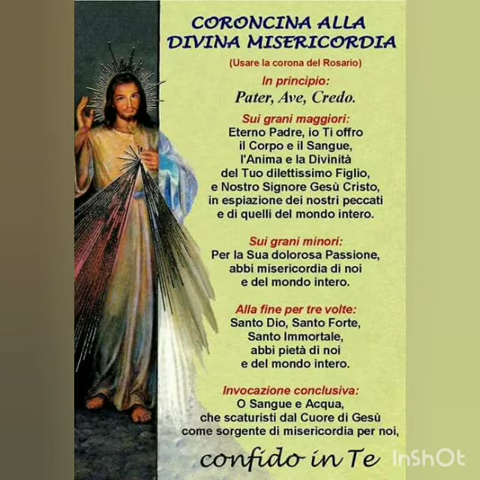 CORONCINA ALLA
DIVINA MISERICORDIA
(Usare la corona del Rosario)
In principio:
Pater, Ave, Credo.
Sui grani maggiori:
Eterno Padre, io Ti offro
il Corpo e il Sangue,
l'Anima e la Divinità
del Tuo dilettissimo Figlio,
e Nostro Signore Gesù Cristo,
in espiazione dei nostri peccati
e di quelli del mondo intero.
Sui grani minori:
Per la Sua dolorosa Passione,
abbi misericordia di noi
e del mondo intero.
Alla fine per tre volte:
Santo Dio, Santo Forte,
Santo Immortale,
abbi pietà di noi
e del mondo intero.
Invocazione conclusiva:
O Sangue e Acqua,
che scaturisti dal Cuore di Gesù
come sorgente di misericordia per noi,
confido in Te
InShOt